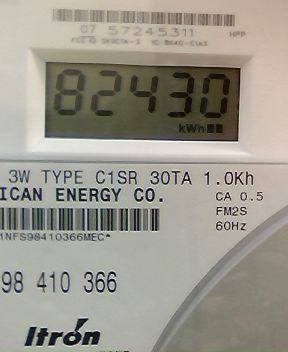 07 57245311
HPP
82430
kWh
3W TYPE C1SR 30TA 1.0Kh
ICAN ENERGY CO.
CA 0.5
FM2S
60Hz
1NFS98410366MEC*
98 410 366
Itron